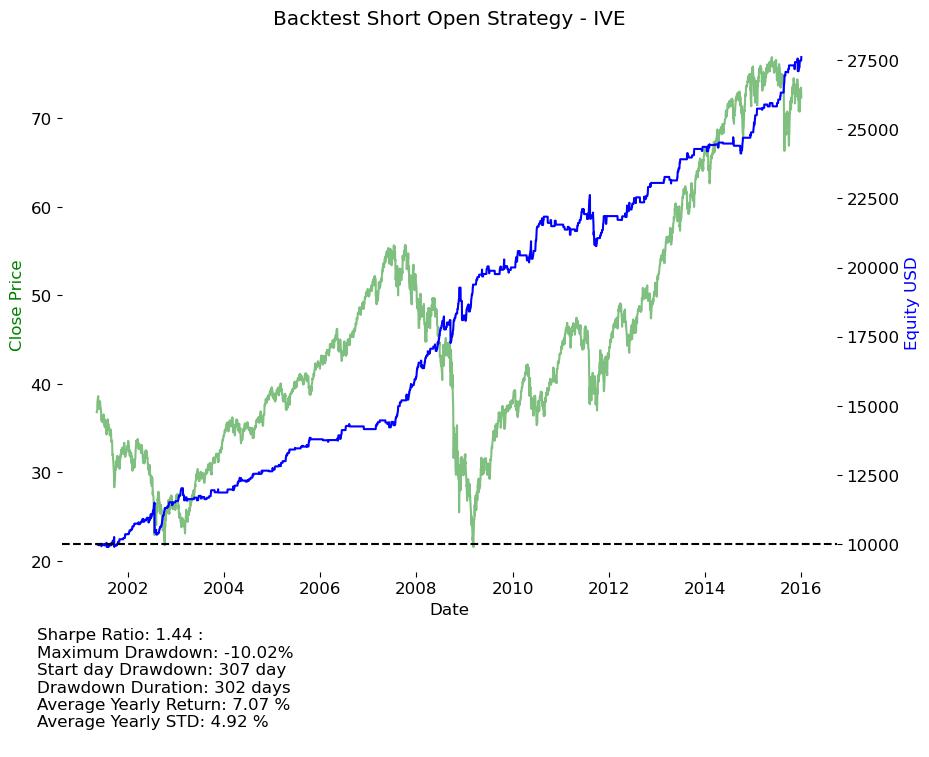 Backtest Short Open Strategy - IVE
Close Price
70
60
50
40
30
20
27500
25000
22500
20000
17500
15000
12500
10000
Equity USD
2002 2004 2006 2008 2010 2012 2014 2016
Date
Sharpe Ratio: 1.44 :
Maximum Drawdown: -10.02%
Start day Drawdown: 307 day
Drawdown Duration: 302 days
Average Yearly Return: 7.07 %
Average Yearly STD: 4.92 %